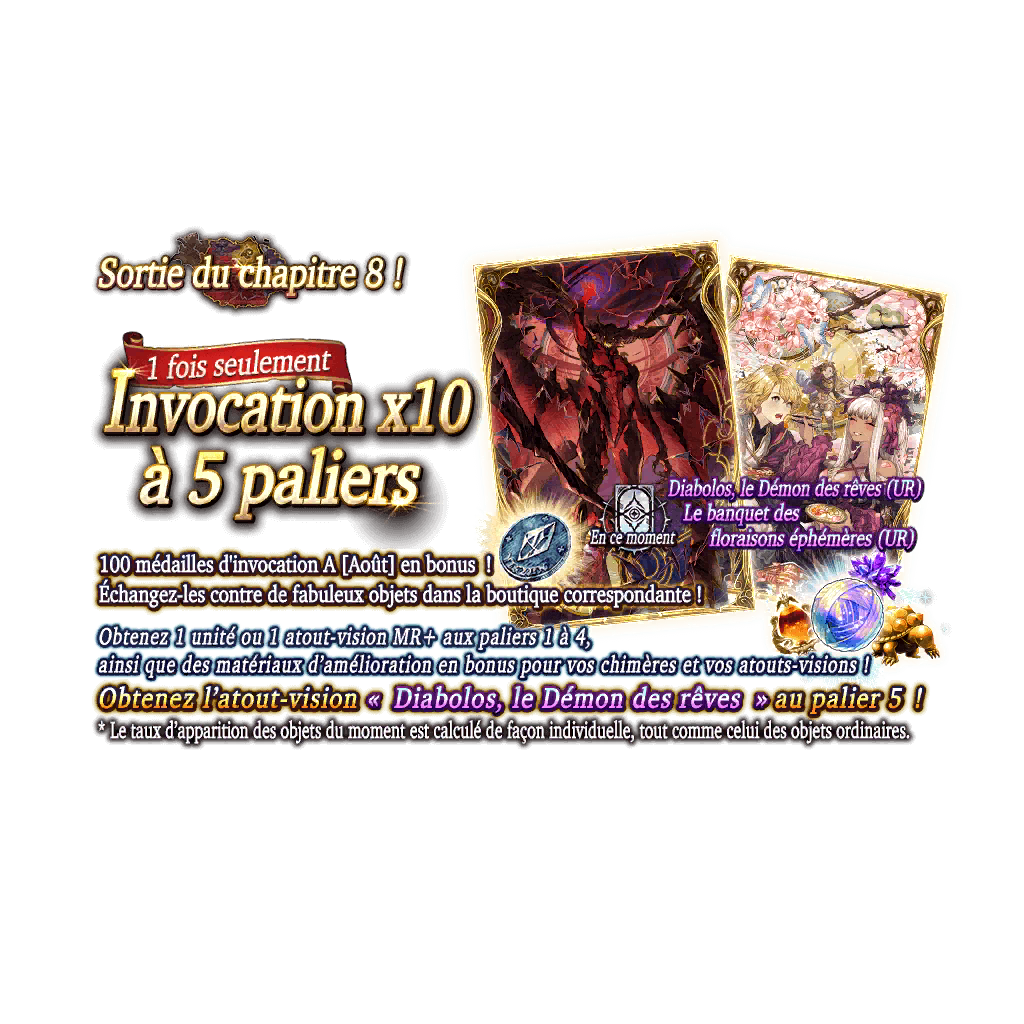 Sortie du chapitre 8 !
1 fois seulement
Invocation x10
à 5 paliers
Diabolos, le Démon des rêves (UR)
Le banquet des
floraisons éphémères (UR)
En ce moment
100 médailles d'invocation A [Août] en bonus !
Échangez-les contre de fabuleux objets dans la boutique correspondante !
Obtenez 1 unité ou 1 atout-vision MR+ aux paliers 1 à 4,
ainsi que des matériaux d’amélioration en bonus pour vos chimères et vos atouts-visions !
Obtenez l’atout-vision « Diabolos, le Démon des rêves » au palier 5 !
* Le taux d’apparition des objets du moment est calculé de façon individuelle, tout comme celui des objets ordinaires.